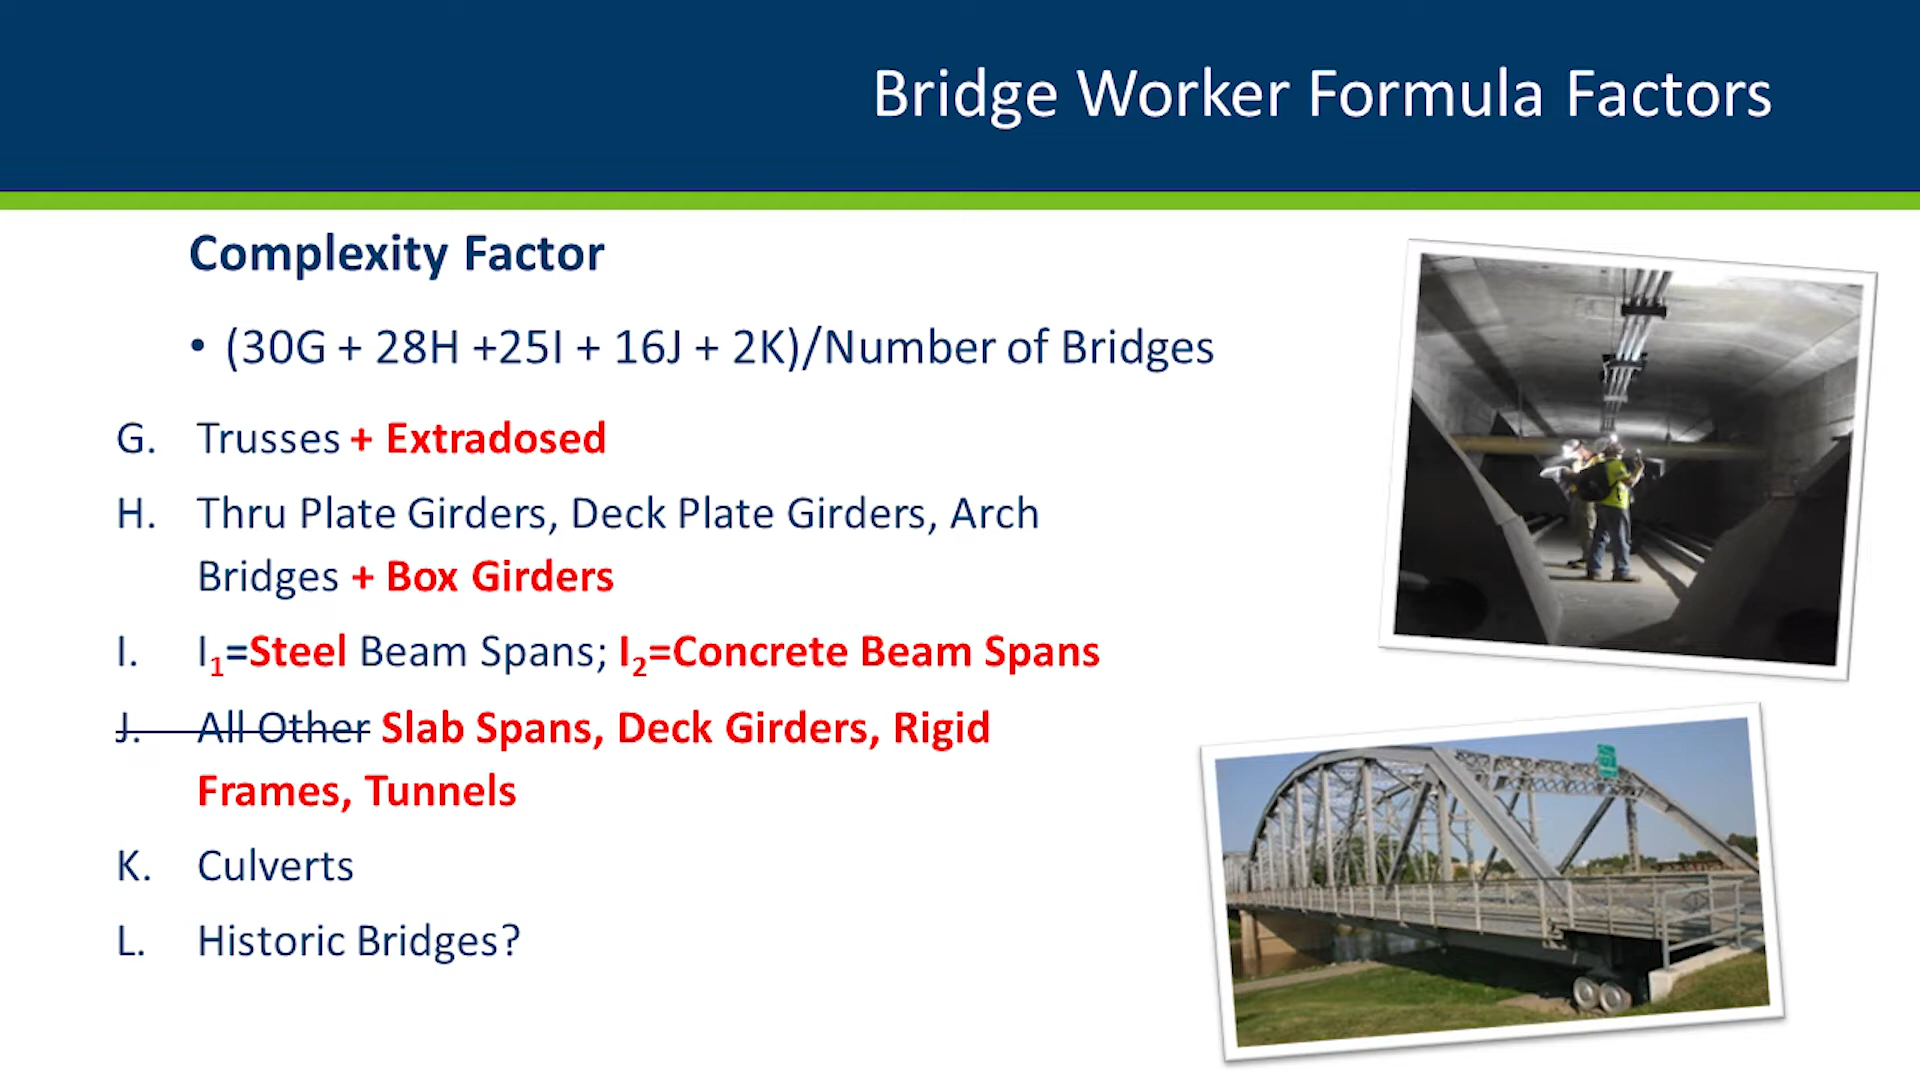 Bridge Worker Formula Factors
Complexity Factor
• (30G + 28H +25I + 16J + 2K)/Number of Bridges
G. Trusses + Extradosed
H. Thru Plate Girders, Deck Plate Girders, Arch
Bridges + Box Girders
I. I₁=Steel Beam Spans; I₂=Concrete Beam Spans
J. All Other Slab Spans, Deck Girders, Rigid
Frames, Tunnels
K. Culverts
L. Historic Bridges?